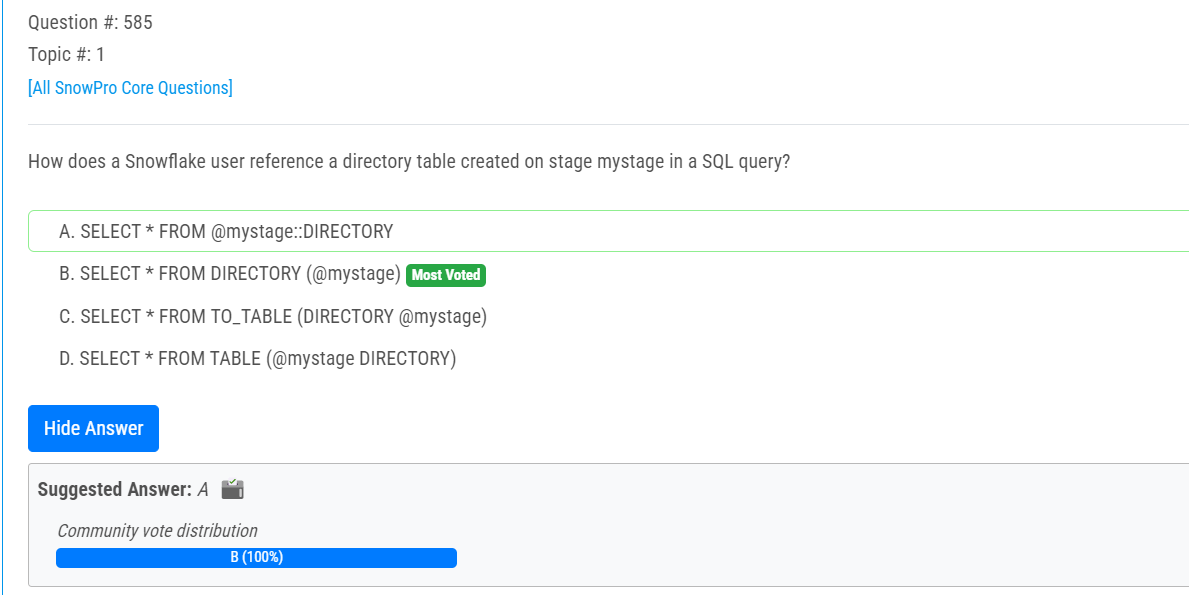 Question #: 585
Topic #: 1
[All SnowPro Core Questions]
How does a Snowflake user reference a directory table created on stage mystage in a SQL query?
A. SELECT * FROM @mystage::DIRECTORY
B. SELECT * FROM DIRECTORY (@mystage) Most Voted
C. SELECT * FROM TO_TABLE (DIRECTORY @mystage)
D. SELECT * FROM TABLE (@mystage DIRECTORY)
Hide Answer
Suggested Answer: A
Community vote distribution
B (100%)